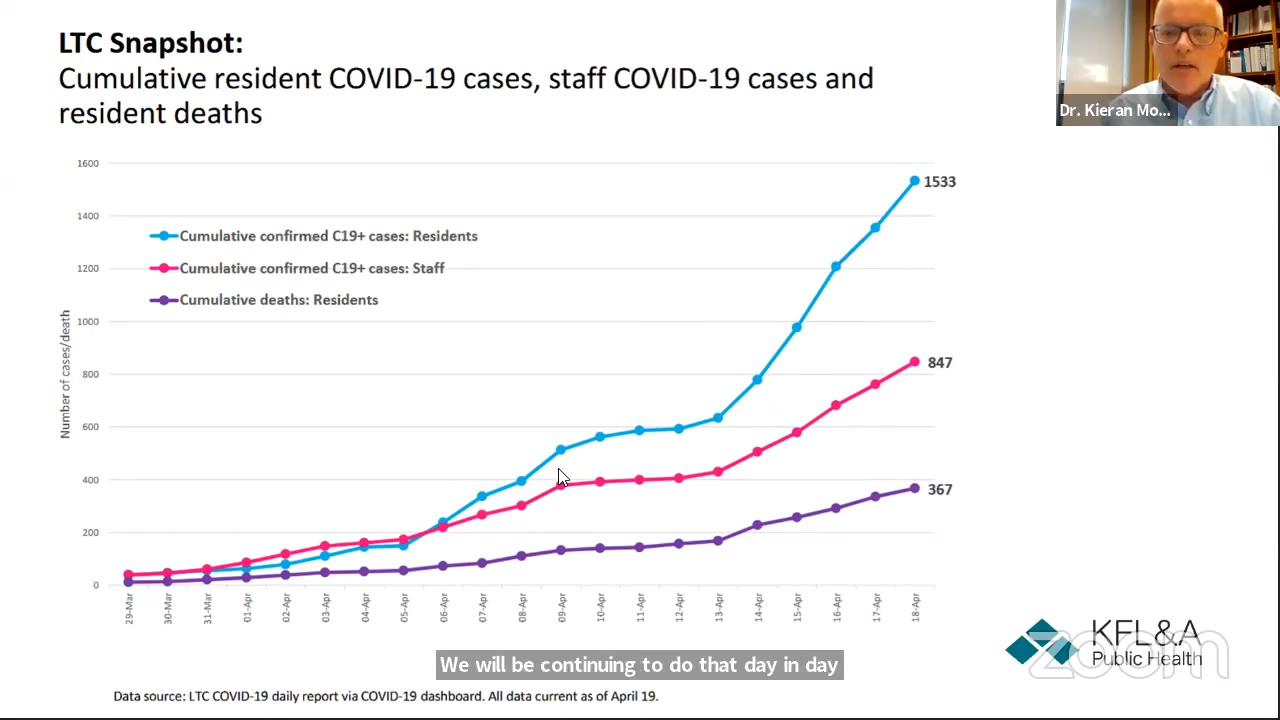 LTC Snapshot:
Cumulative resident COVID-19 cases, staff COVID-19 cases and
resident deaths
Dr. Kieran Mo...
Number of cases/death
1600
1400
1200
1000
800
600
400
200
0
Cumulative confirmed C19+ cases: Residents
Cumulative confirmed C19+ cases: Staff
Cumulative deaths: Residents
1533
847
367
29-Mar
30-Mar
31-Mar
01-Apr
02-Apr
03-Apr
04-Apr
05-Apr
06-Apr
07-Apr
08-Apr
09-Apr
10-Apr
11-Apr
12-Apr
13-Apr
14-Apr
15-Apr
16-Apr
17-Apr
18-Apr
KFL&A
Public Health
zoom
We will be continuing to do that day in day
Data source: LTC COVID-19 daily report via COVID-19 dashboard. All data current as of April 19.